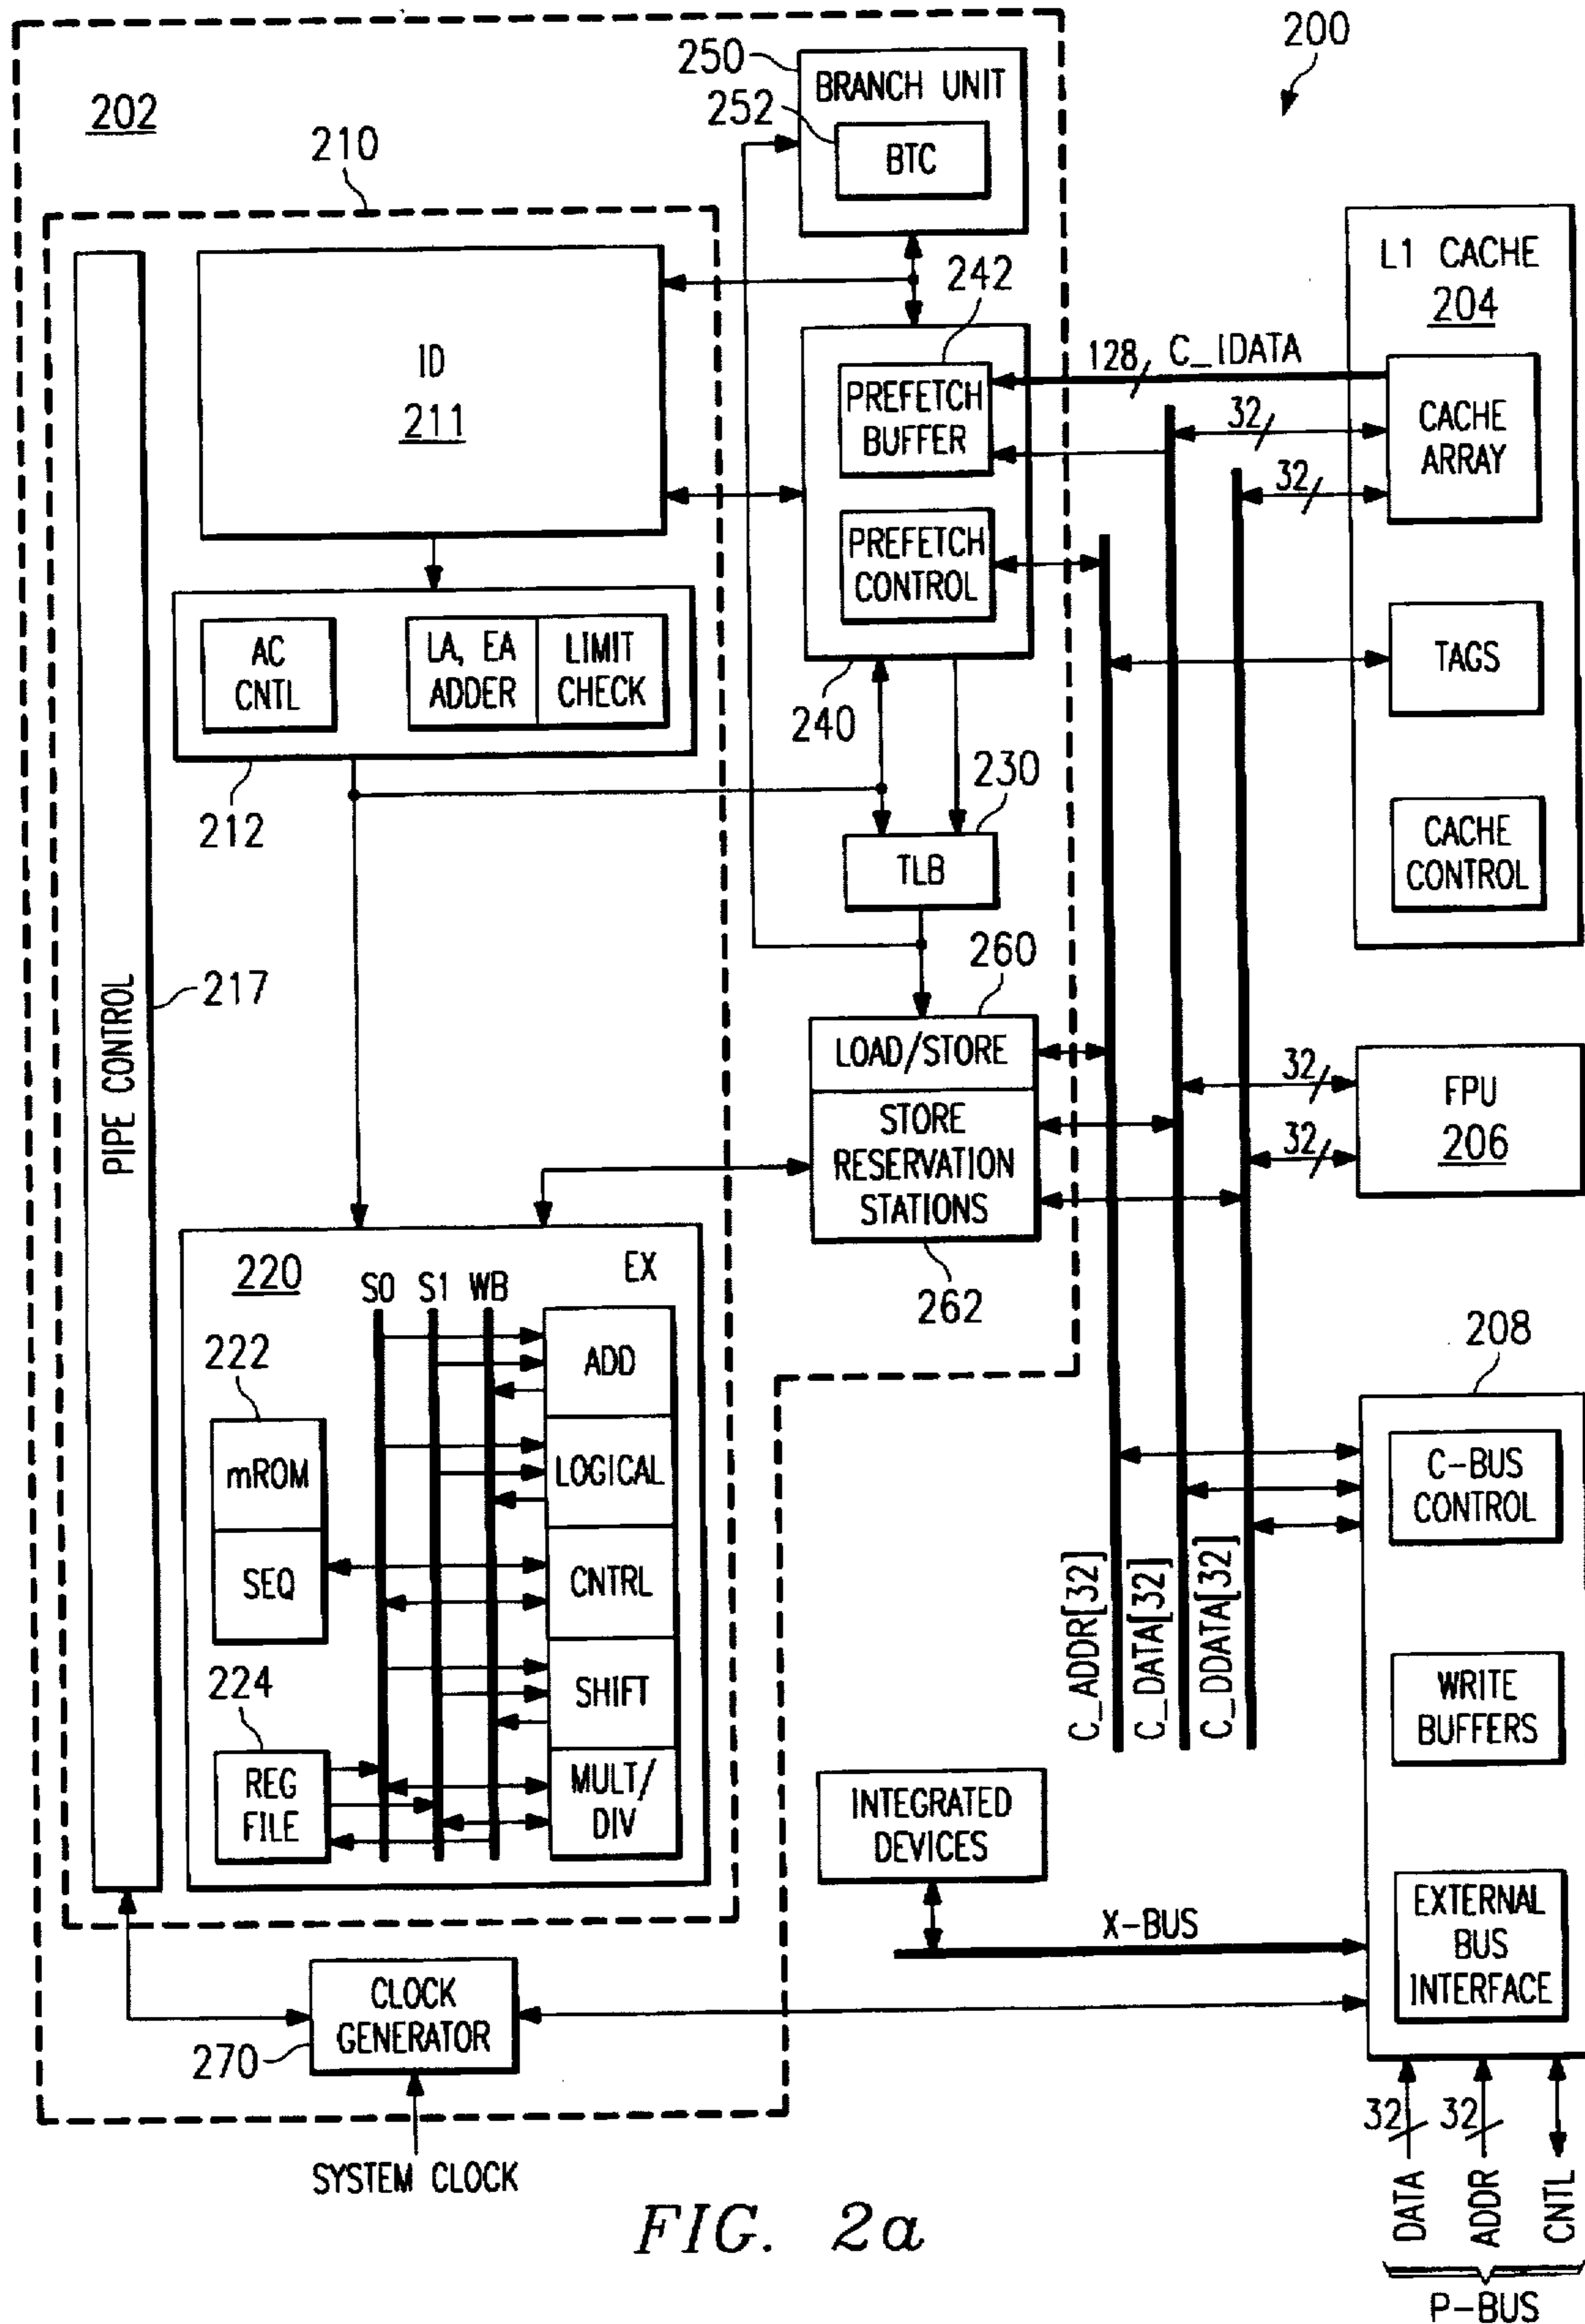 200
202
250
BRANCH UNIT
252
BTC
210
L1 CACHE
204
242
ID
211
PREFETCH
BUFFER
128
C_IDATA
32
32
CACHE
ARRAY
PREFETCH
CONTROL
AC
CNTL
LA, EA
ADDER
LIMIT
CHECK
TAGS
240
212
230
TLB
CACHE
CONTROL
PIPE CONTROL
217
260
LOAD/STORE
STORE
RESERVATION
STATIONS
262
32
32
FPU
206
220
S0
S1
WB
EX
222
mROM
SEQ
224
REG
FILE
ADD
LOGICAL
CNTRL
SHIFT
MULT/
DIV
208
C-BUS
CONTROL
C_ADDR[32]
C_DATA[32]
C_DDATA[32]
WRITE
BUFFERS
INTEGRATED
DEVICES
X-BUS
EXTERNAL
BUS
INTERFACE
CLOCK
GENERATOR
270
SYSTEM CLOCK
32
32
DATA
ADDR
CNTL
P-BUS
FIG. 2a